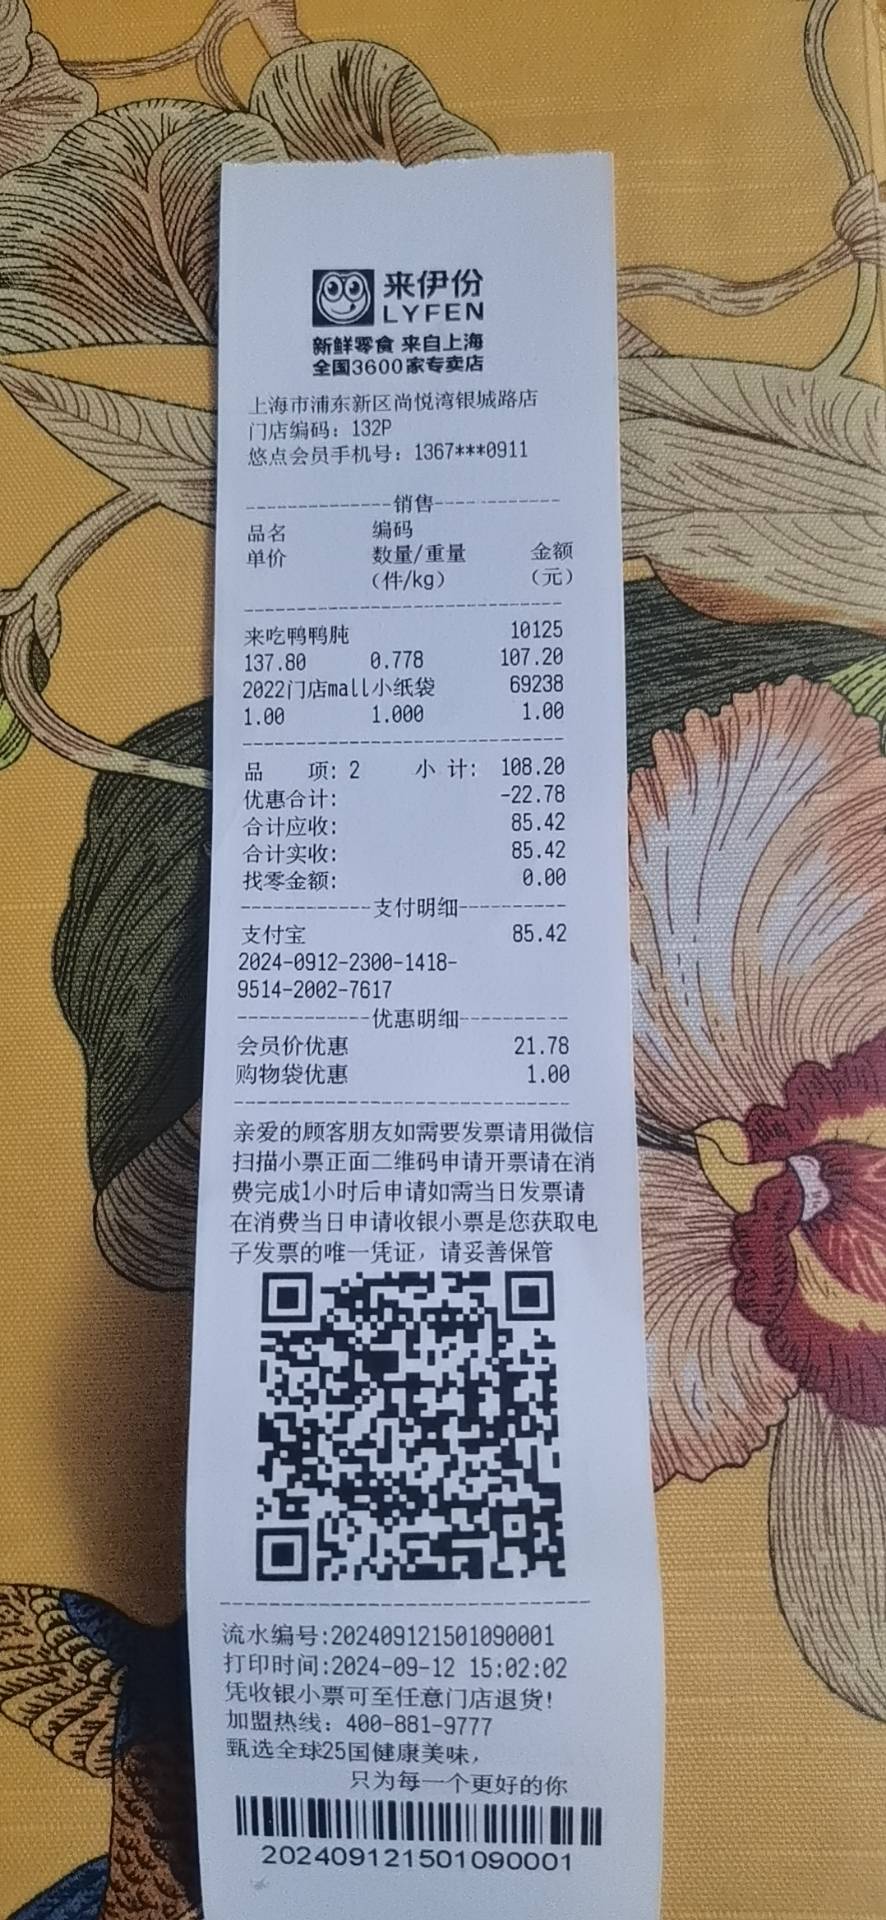 来伊份
LYFEN
新鲜零食 来自上海
全国3600家专卖店
上海市浦东新区尚悦湾银城路店
门店编码：132P
悠点会员手机号：1367***0911
--------------销售--------------
品名 编码
单价 数量/重量 金额
（件/kg） （元）
来吃鸭鸭肫 10125
137.80 0.778 107.20
2022门店mall小纸袋 69238
1.00 1.000 1.00
品 项: 2 小 计: 108.20
优惠合计: -22.78
合计应收: 85.42
合计实收: 85.42
找零金额: 0.00
------------支付明细------------
支付宝 85.42
2024-0912-2300-1418-
9514-2002-7617
------------优惠明细------------
会员价优惠 21.78
购物袋优惠 1.00
亲爱的顾客朋友如需要发票请用微信
扫描小票正面二维码申请开票请在消
费完成1小时后申请如需当日发票请
在消费当日申请收银小票是您获取电
子发票的唯一凭证，请妥善保管
流水编号:202409121501090001
打印时间:2024-09-12 15:02:02
凭收银小票可至任意门店退货!
加盟热线：400-881-9777
甄选全球25国健康美味，
只为每一个更好的你
202409121501090001